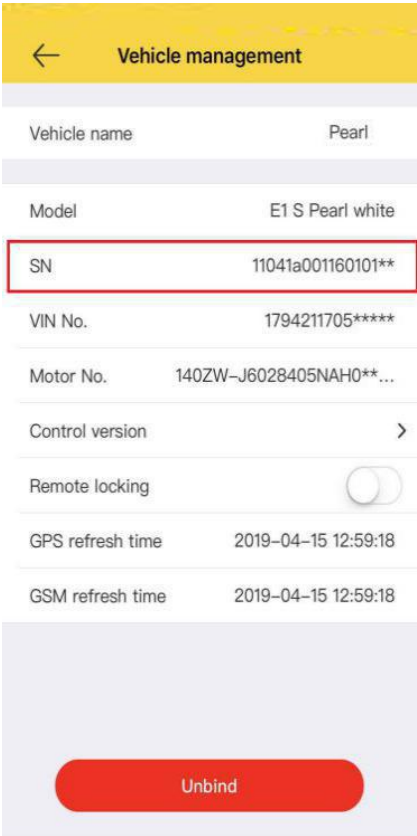 Vehicle management
Vehicle name Pearl
Model E1 S Pearl white
SN 11041a001160101**
VIN No. 1794211705*****
Motor No. 140ZW–J6028405NAH0**...
Control version
Remote locking
GPS refresh time 2019–04–15 12:59:18
GSM refresh time 2019–04–15 12:59:18
Unbind